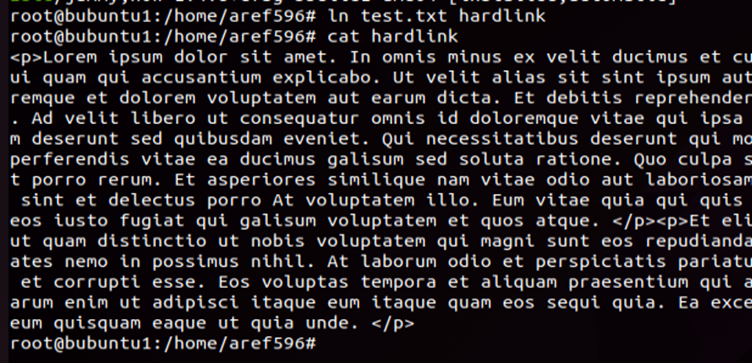 root@bubuntu1:/home/aref596# ln test.txt hardlink
root@bubuntu1:/home/aref596# cat hardlink
<p>Lorem ipsum dolor sit amet. In omnis minus ex velit ducimus et cu
ui quam qui accusantium explicabo. Ut velit alias sit sint ipsum aut
remque et dolorem voluptatem aut earum dicta. Et debitis reprehender
. Ad velit libero ut consequatur omnis id doloremque vitae qui ipsa
m deserunt sed quibusdam eveniet. Qui necessitatibus deserunt qui mo
perferendis vitae ea ducimus galisum sed soluta ratione. Quo culpa s
t porro rerum. Et asperiores similique nam vitae odio aut laboriosam
sint et delectus porro At voluptatem illo. Eum vitae quia qui quis
eos iusto fugiat qui galisum voluptatem et quos atque. </p><p>Et eli
ut quam distinctio ut nobis voluptatem qui magni sunt eos repudianda
ates nemo in possimus nihil. At laborum odio et perspiciatis pariatu
et corrupti esse. Eos voluptas tempora et aliquam praesentium qui a
arum enim ut adipisci itaque eum itaque quam eos sequi quia. Ea exce
eum quisquam eaque ut quia unde. </p>
root@bubuntu1:/home/aref596#